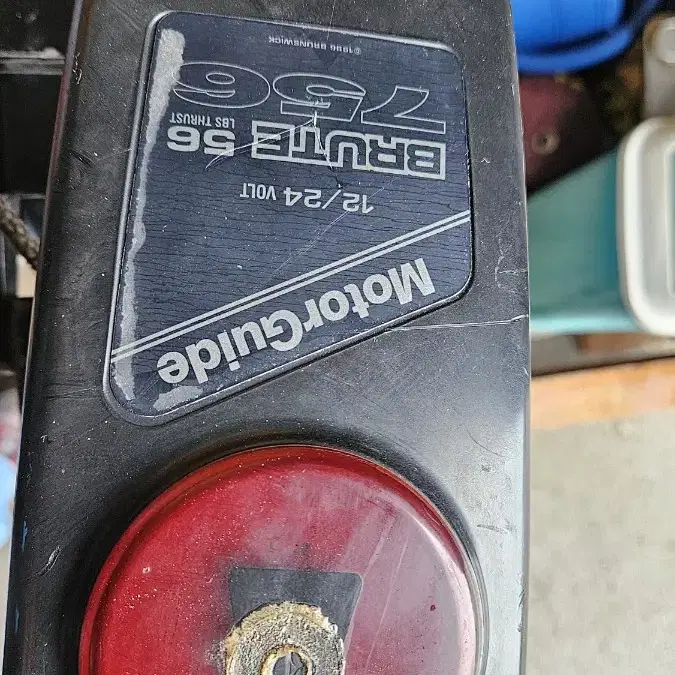 MotorGuide
12/24 VOLT
BRUTE 56 LBS THRUST
756
©1996 BRUNSWICK